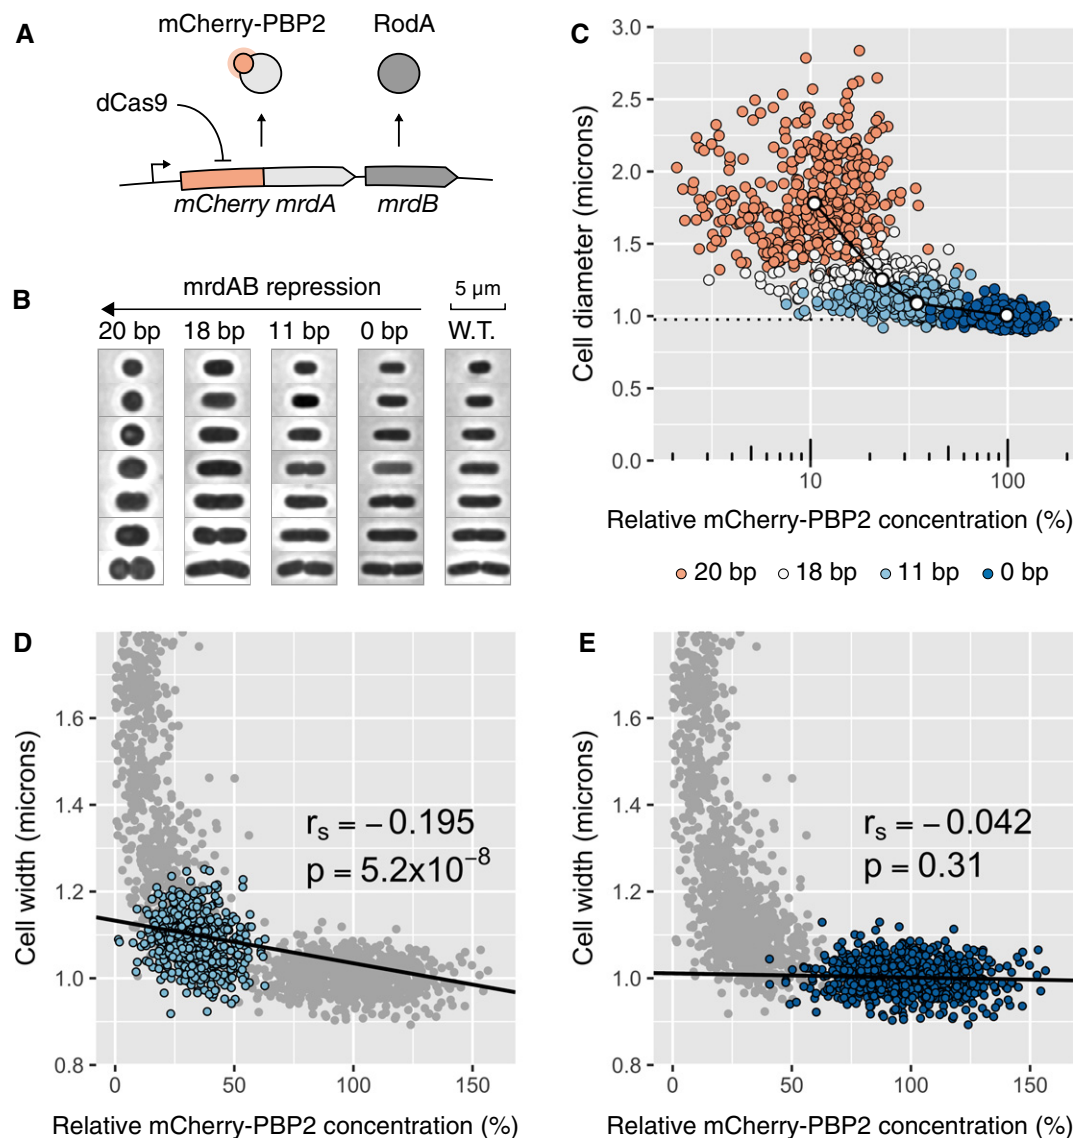 A
mCherry-PBP2 RodA
dCas9
mCherry mrdA mrdB
B
mrdAB repression
5 µm
20 bp 18 bp 11 bp 0 bp W.T.
C
Cell diameter (microns)
3.0
2.5
2.0
1.5
1.0
0.5
0.0
10 100
Relative mCherry-PBP2 concentration (%)
20 bp 18 bp 11 bp 0 bp
D
Cell width (microns)
1.6
1.4
1.2
1.0
0.8
rₛ = −0.195
p = 5.2x10⁻⁸
0 50 100 150
Relative mCherry-PBP2 concentration (%)
E
Cell width (microns)
1.6
1.4
1.2
1.0
0.8
rₛ = −0.042
p = 0.31
0 50 100 150
Relative mCherry-PBP2 concentration (%)